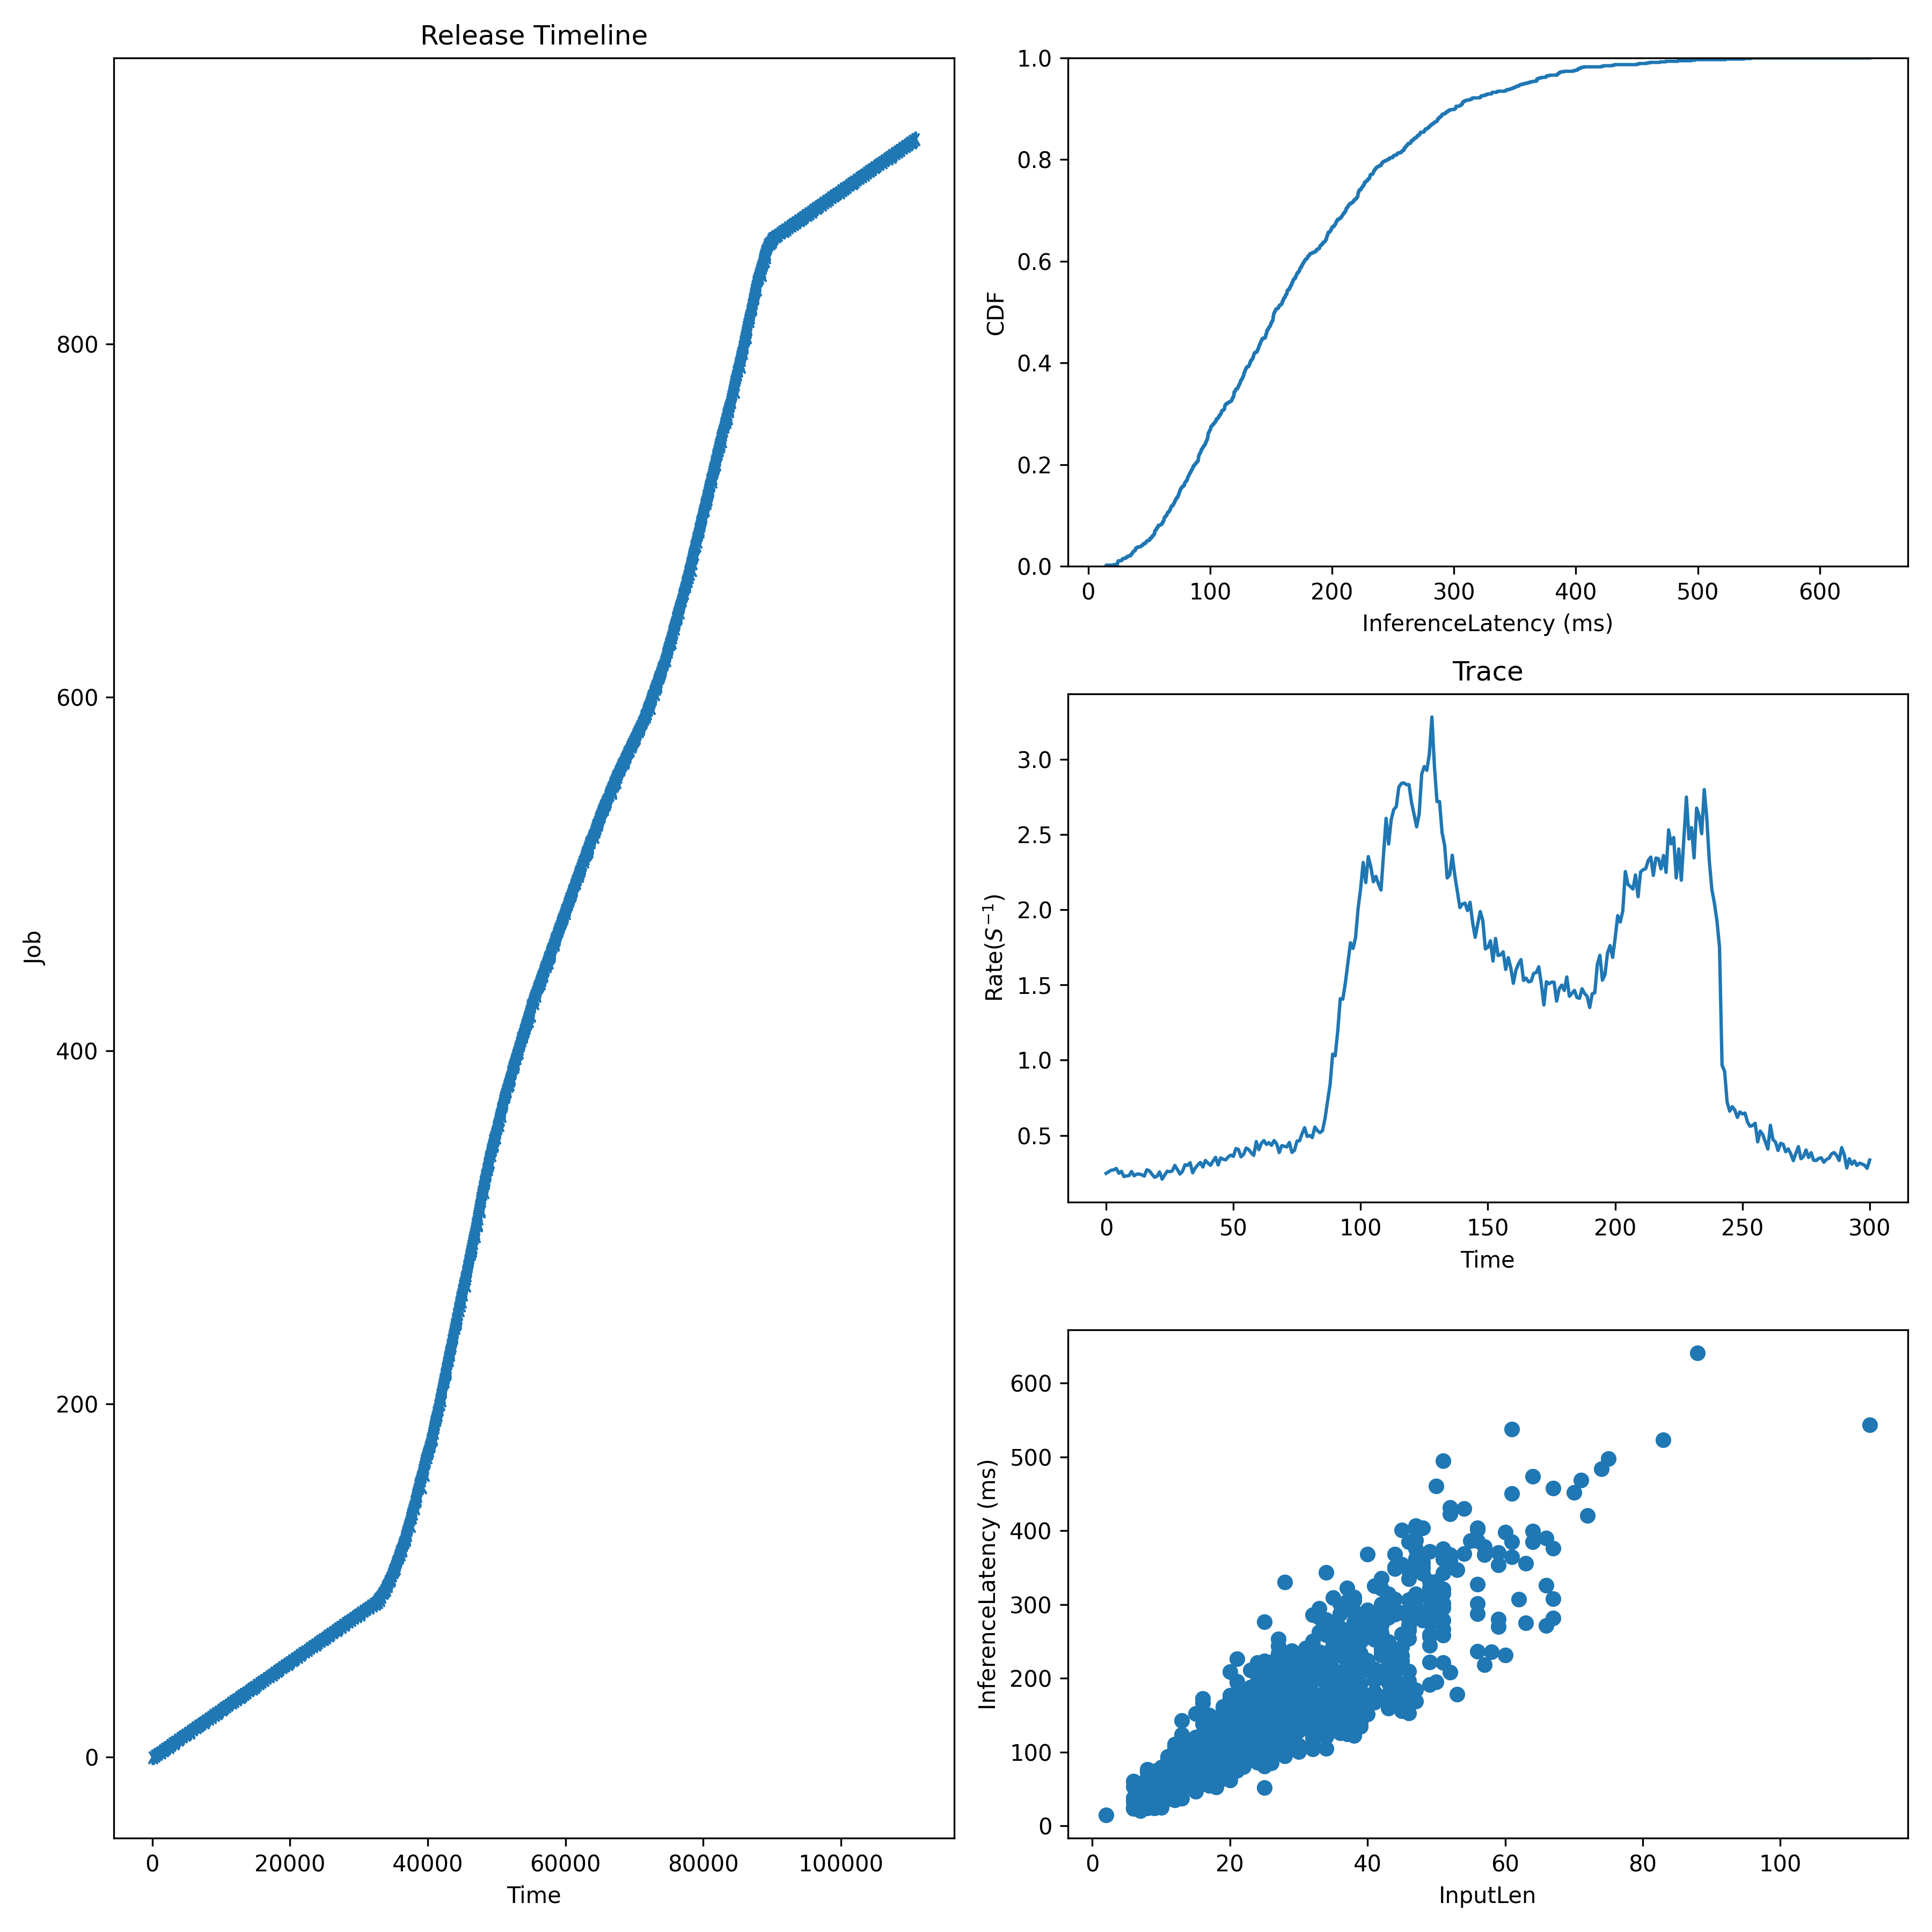 Release Timeline
Job
800
600
400
200
0
0 20000 40000 60000 80000 100000
Time
CDF
1.0
0.8
0.6
0.4
0.2
0.0
0 100 200 300 400 500 600
InferenceLatency (ms)
Trace
Rate(S⁻¹)
3.0
2.5
2.0
1.5
1.0
0.5
0 50 100 150 200 250 300
Time
InferenceLatency (ms)
600
500
400
300
200
100
0
0 20 40 60 80 100
InputLen